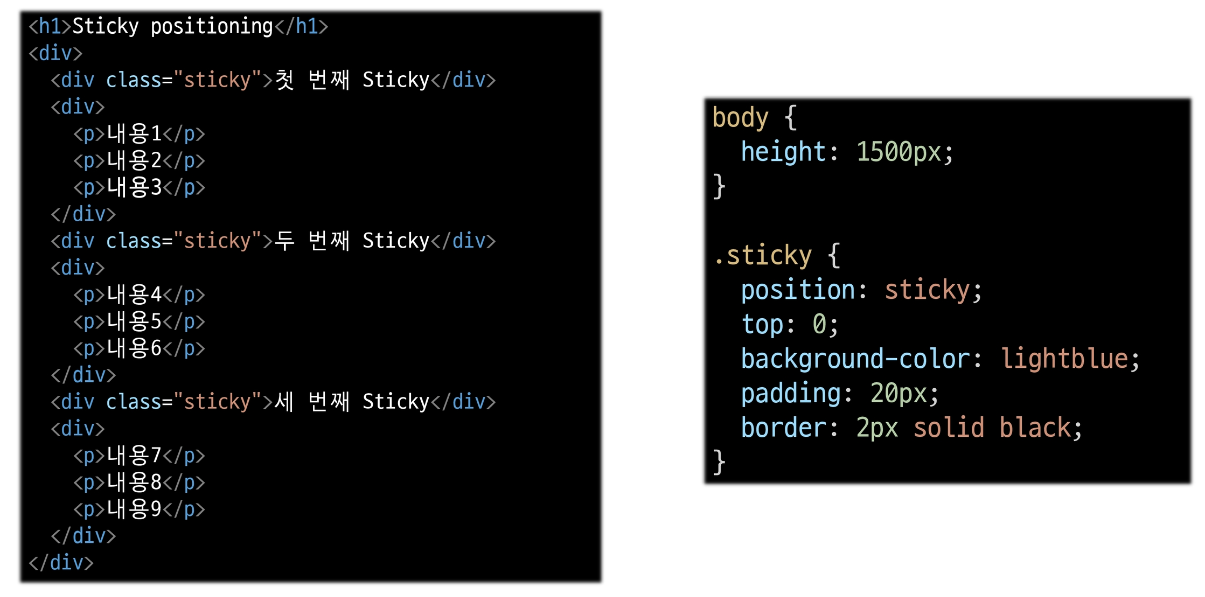 <h1>Sticky positioning</h1>
<div>
  <div class="sticky">첫 번째 Sticky</div>
  <div>
    <p>내용1</p>
    <p>내용2</p>
    <p>내용3</p>
  </div>
  <div class="sticky">두 번째 Sticky</div>
  <div>
    <p>내용4</p>
    <p>내용5</p>
    <p>내용6</p>
  </div>
  <div class="sticky">세 번째 Sticky</div>
  <div>
    <p>내용7</p>
    <p>내용8</p>
    <p>내용9</p>
  </div>
</div>
body {
  height: 1500px;
}
.sticky {
  position: sticky;
  top: 0;
  background-color: lightblue;
  padding: 20px;
  border: 2px solid black;
}